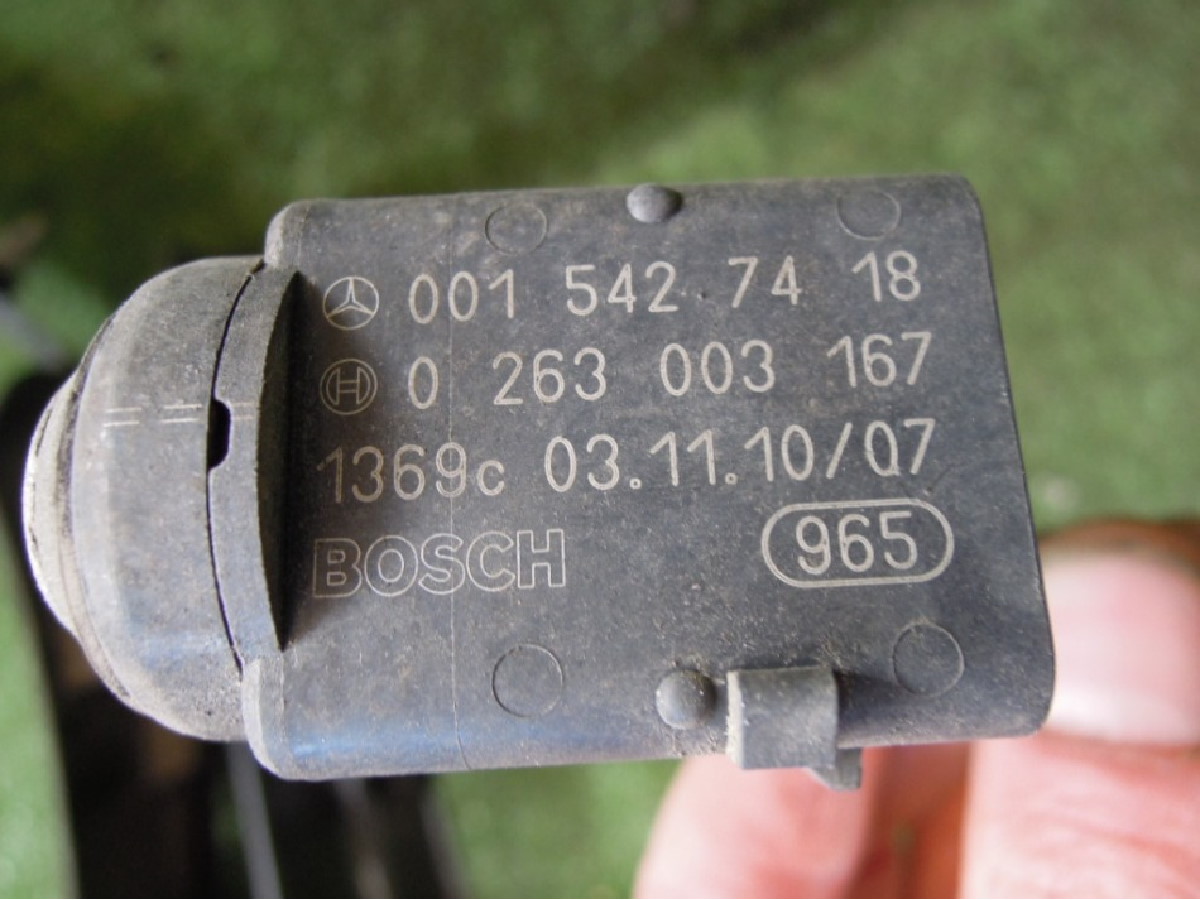 001 542 74 18
0 263 003 167
1369c 03.11.10/07
BOSCH 965